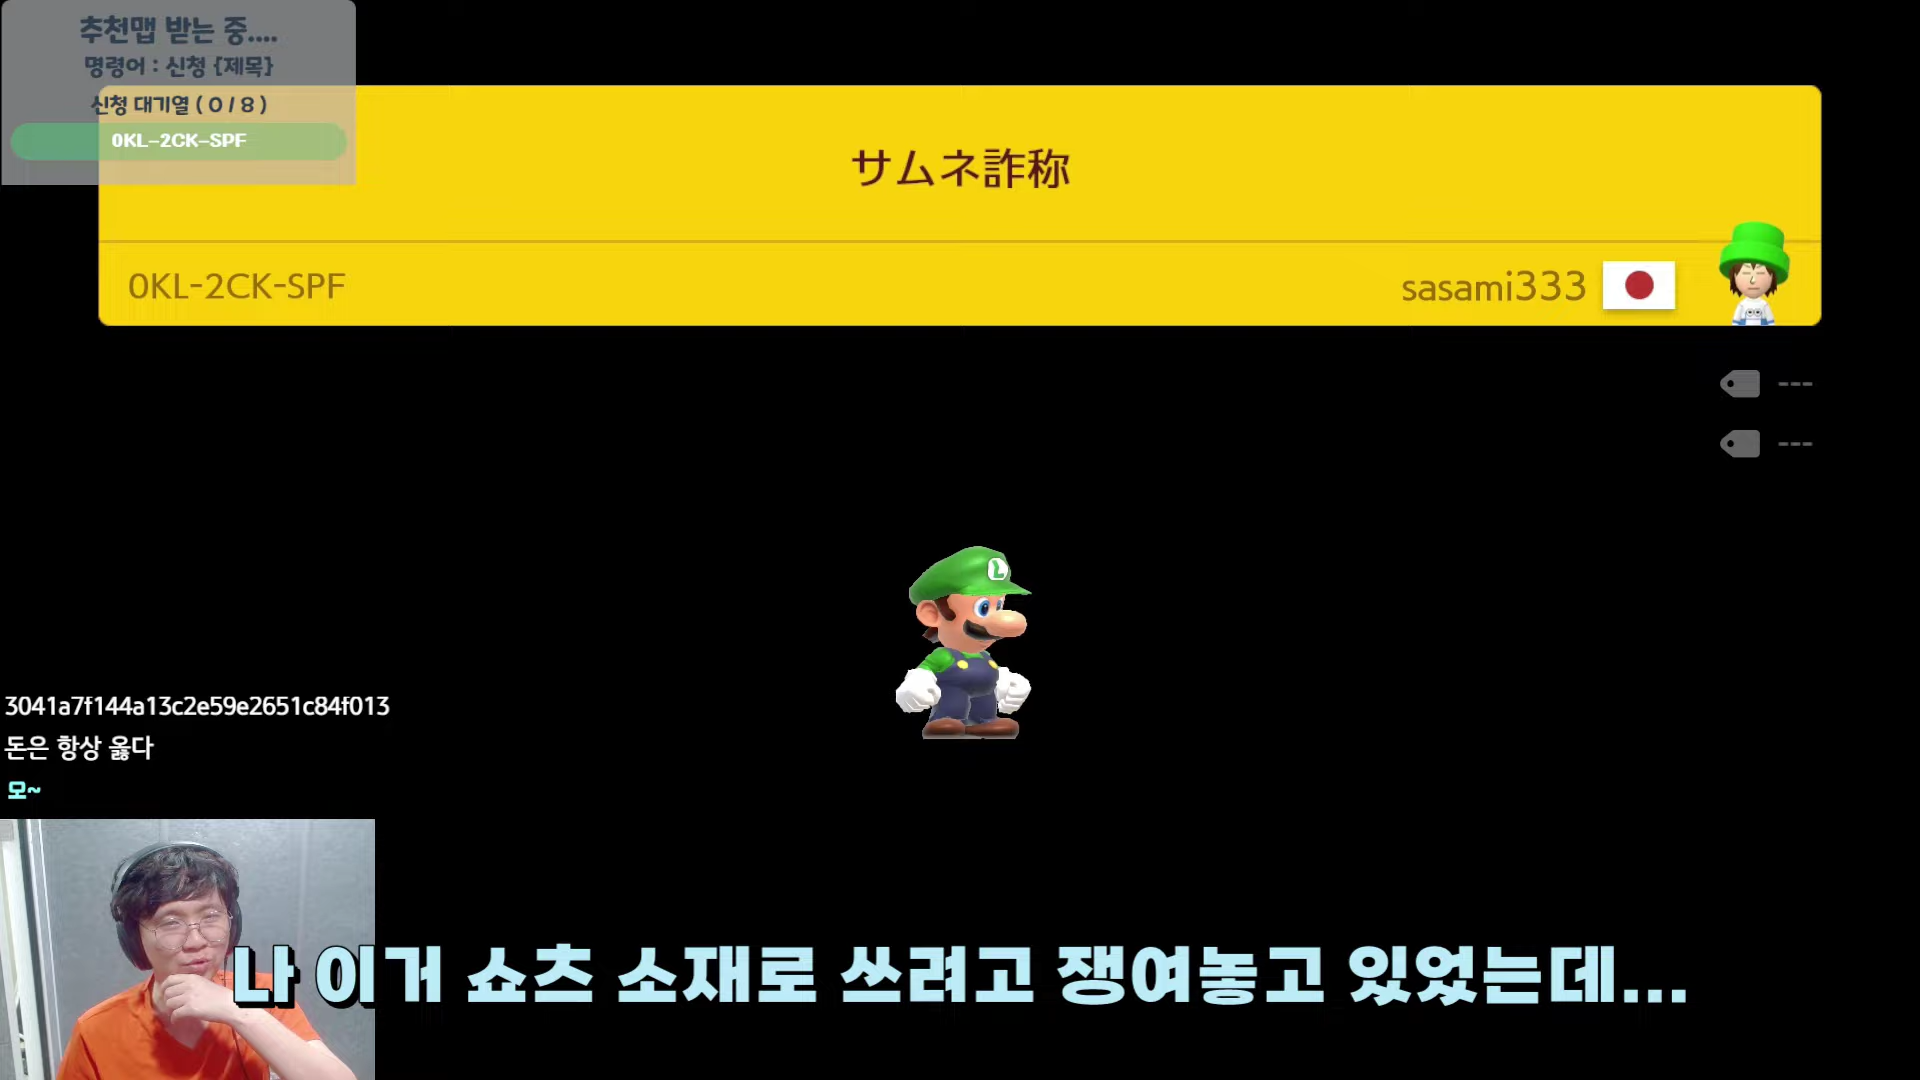 추천맵 받는 중....
명령어 : 신청 {제목}
신청 대기열 ( 0 / 8 )
0KL-2CK-SPF
サムネ詐称
0KL-2CK-SPF
sasami333
---
---
L
3041a7f144a13c2e59e2651c84f013
돈은 항상 옳다
모~
나 이거 쇼츠 소재로 쓰려고 쟁여놓고 있었는데...